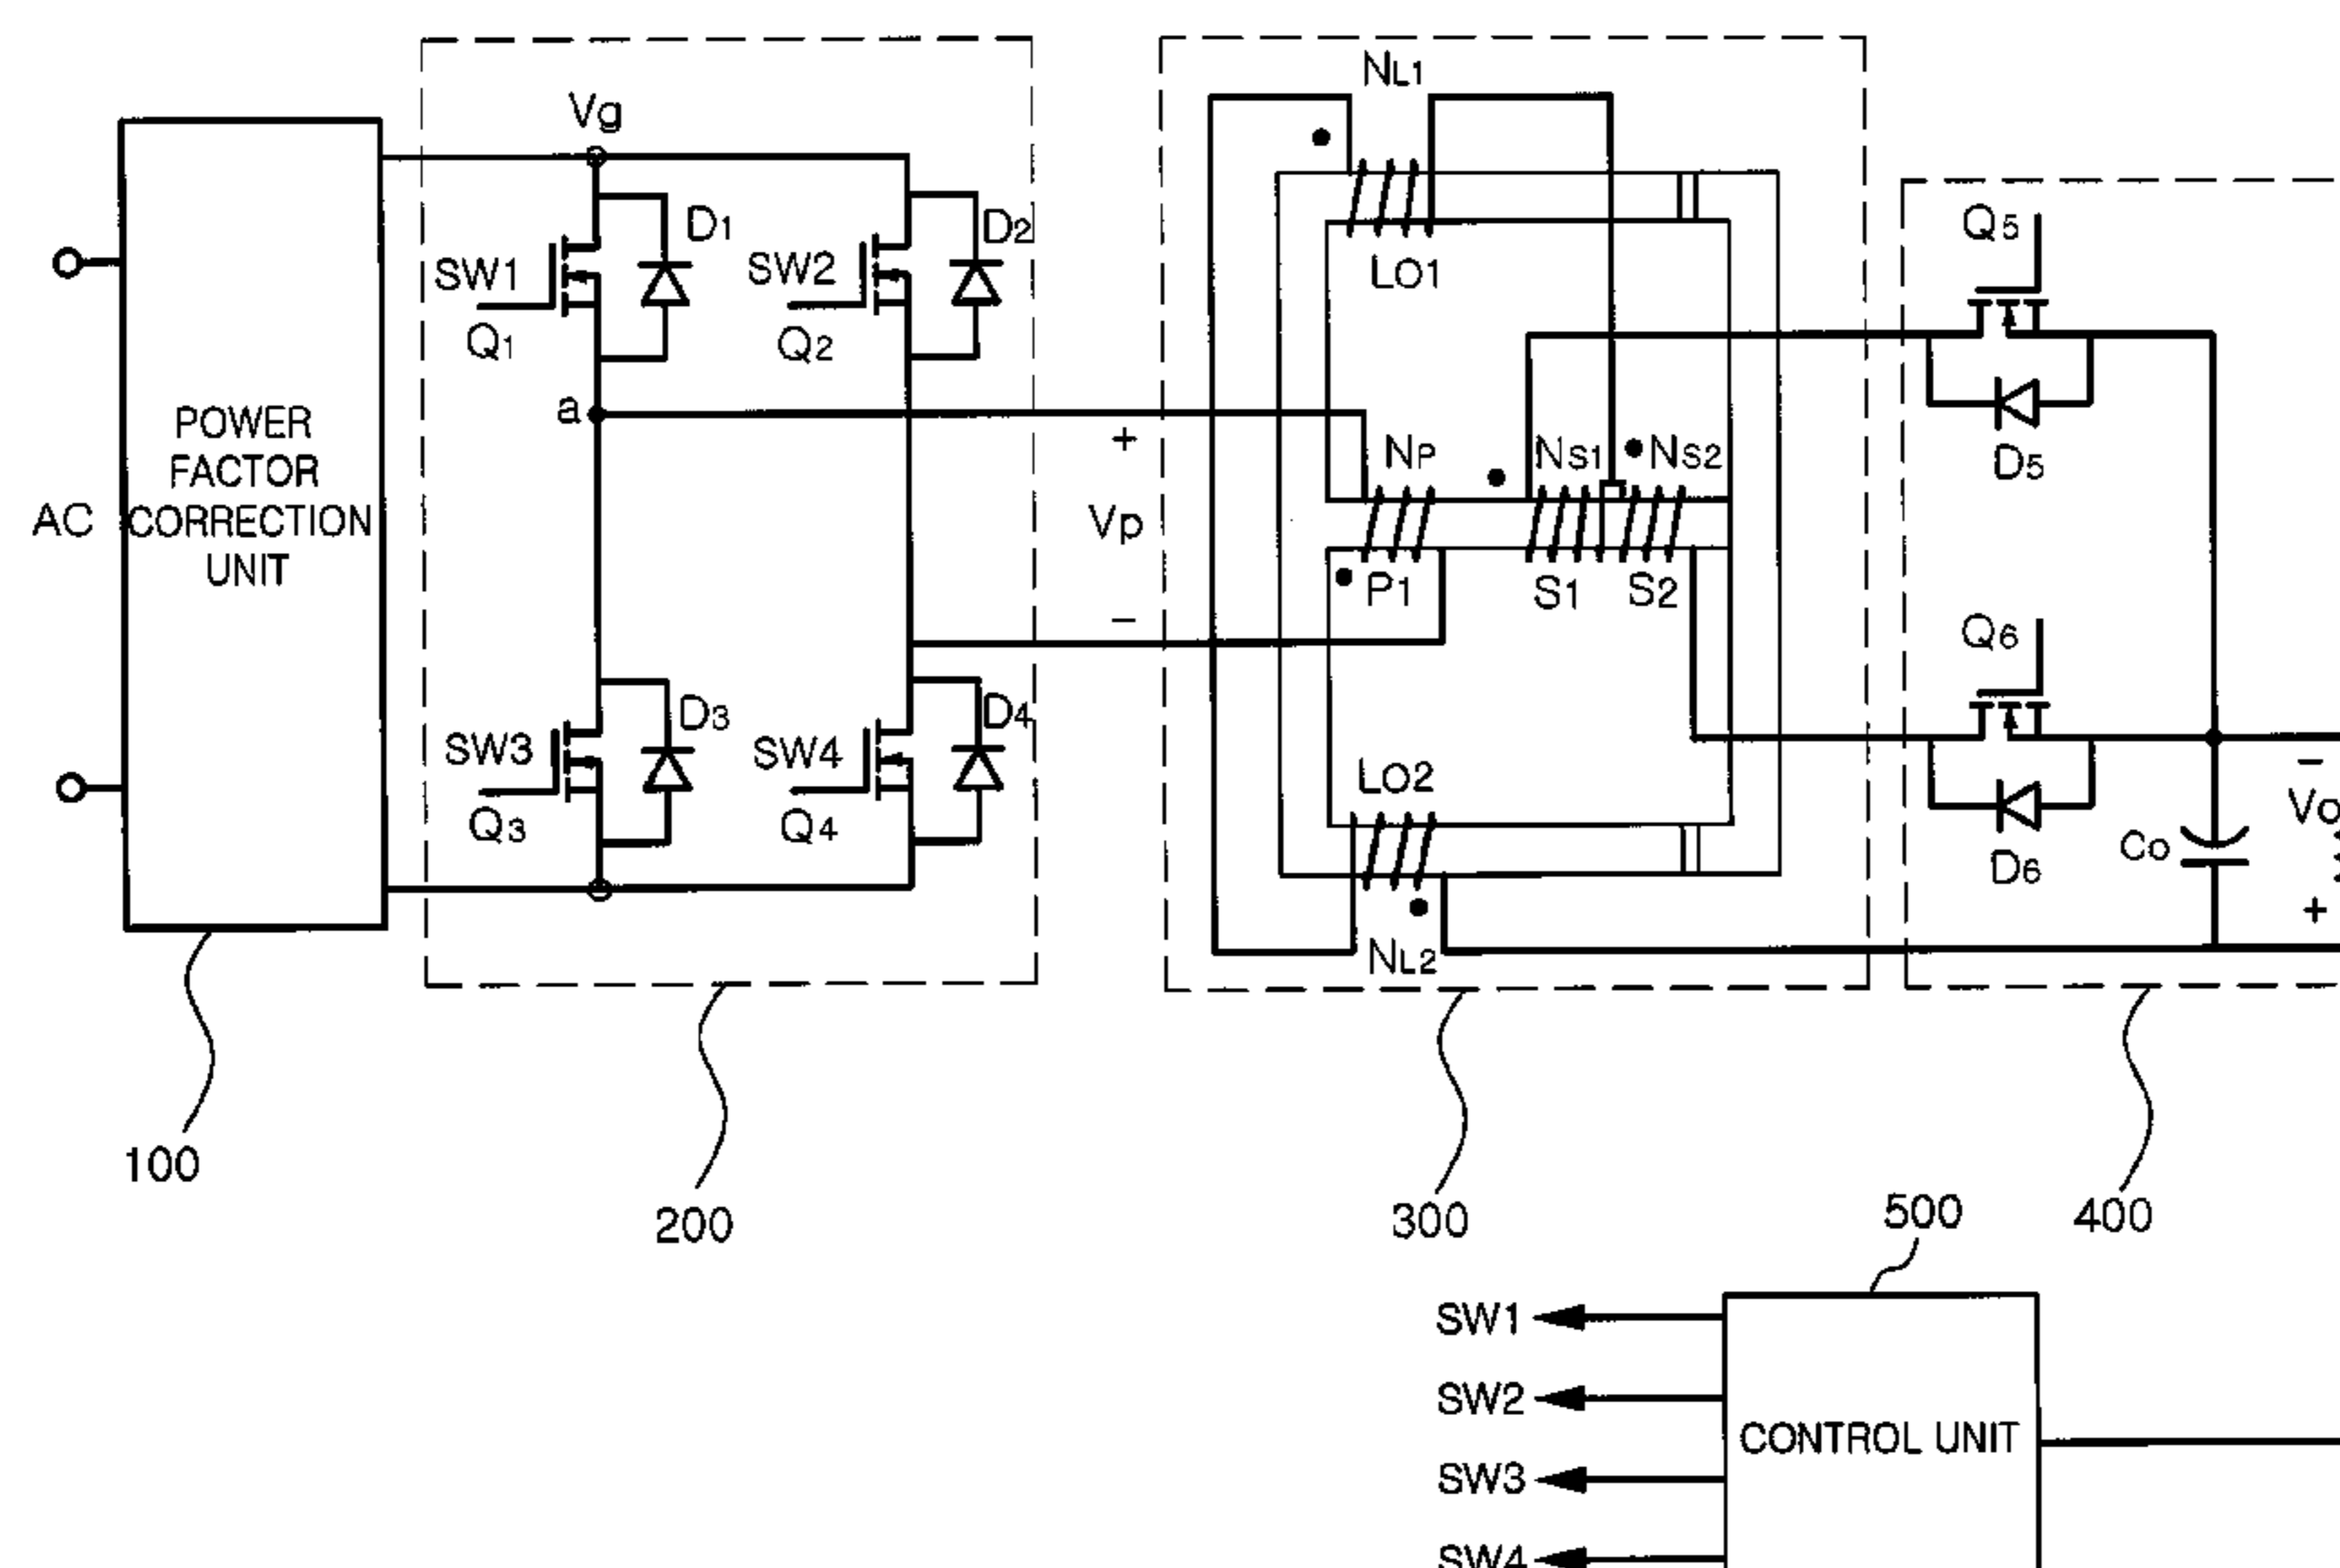 NL1
Vg
D1
D2
SW1
SW2
Q1
Q2
LO1
Q5
D5
a
+
Vp
−
NP
NS1
NS2
P1
S1
S2
POWER
FACTOR
AC CORRECTION
UNIT
D3
D4
SW3
SW4
Q3
Q4
LO2
NL2
Q6
D6
−
Vo
Co
+
100
200
300
400
500
SW1
SW2
SW3
SW4
CONTROL UNIT